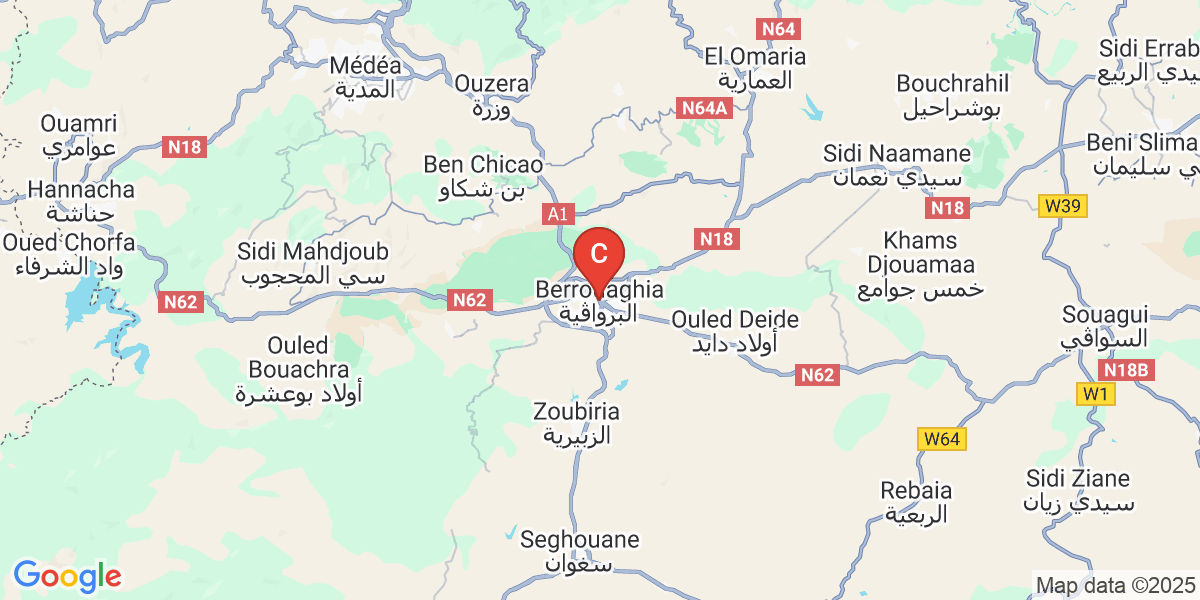 N64
El Omaria
العمارية
Sidi Errab
سيدي الربيع
Médéa
المدية
Ouzera
وزرة
Bouchrahil
بوشراحيل
N64A
Ouamri
عوامري
N18
Ben Chicao
بن شكاو
Sidi Naamane
سيدي نعمان
Beni Slima
ي سليمان
Hannacha
حناشة
A1
N18
W39
Oued Chorfa
واد الشرفاء
Sidi Mahdjoub
سي المحجوب
N18
Khams
Djouamaa
خمس جوامع
C
N62
N62
Berrouaghia
البرواڤية
Ouled Deide
أولاد دايد
Souagui
السواڤي
Ouled
Bouachra
أولاد بوعشرة
N62
N18B
W1
Zoubiria
الزبيرية
W64
Rebaia
الربعية
Sidi Ziane
سيدي زيان
Seghouane
سغوان
Google
Map data ©2025